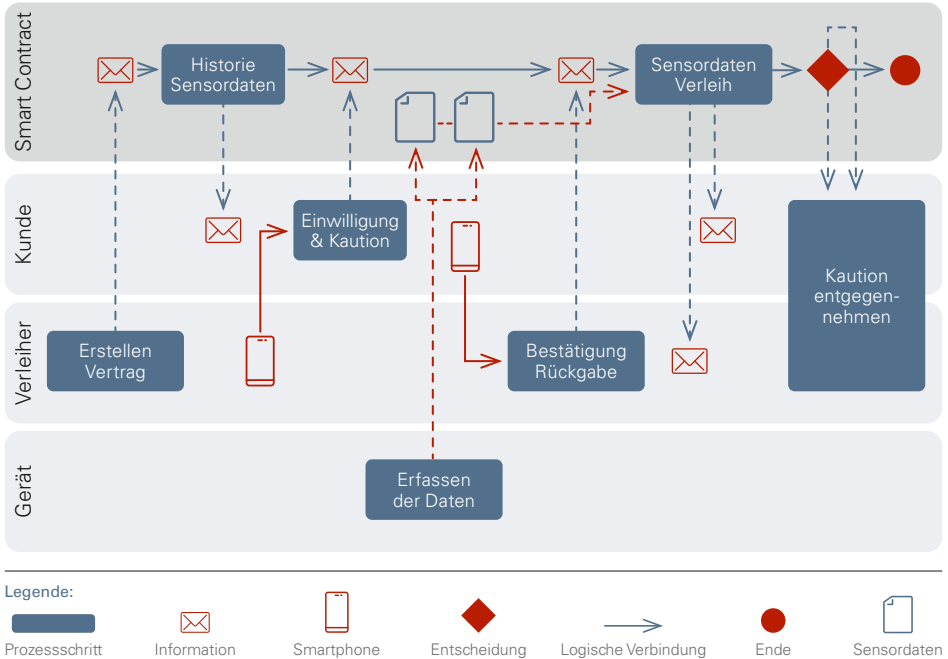 Smart Contract
Historie
Sensordaten
Sensordaten
Verleih
Kunde
Einwilligung
& Kaution
Kaution
entgegen-
nehmen
Verleiher
Erstellen
Vertrag
Bestätigung
Rückgabe
Gerät
Erfassen
der Daten
Legende:
Prozessschritt
Information
Smartphone
Entscheidung
Logische Verbindung
Ende
Sensordaten